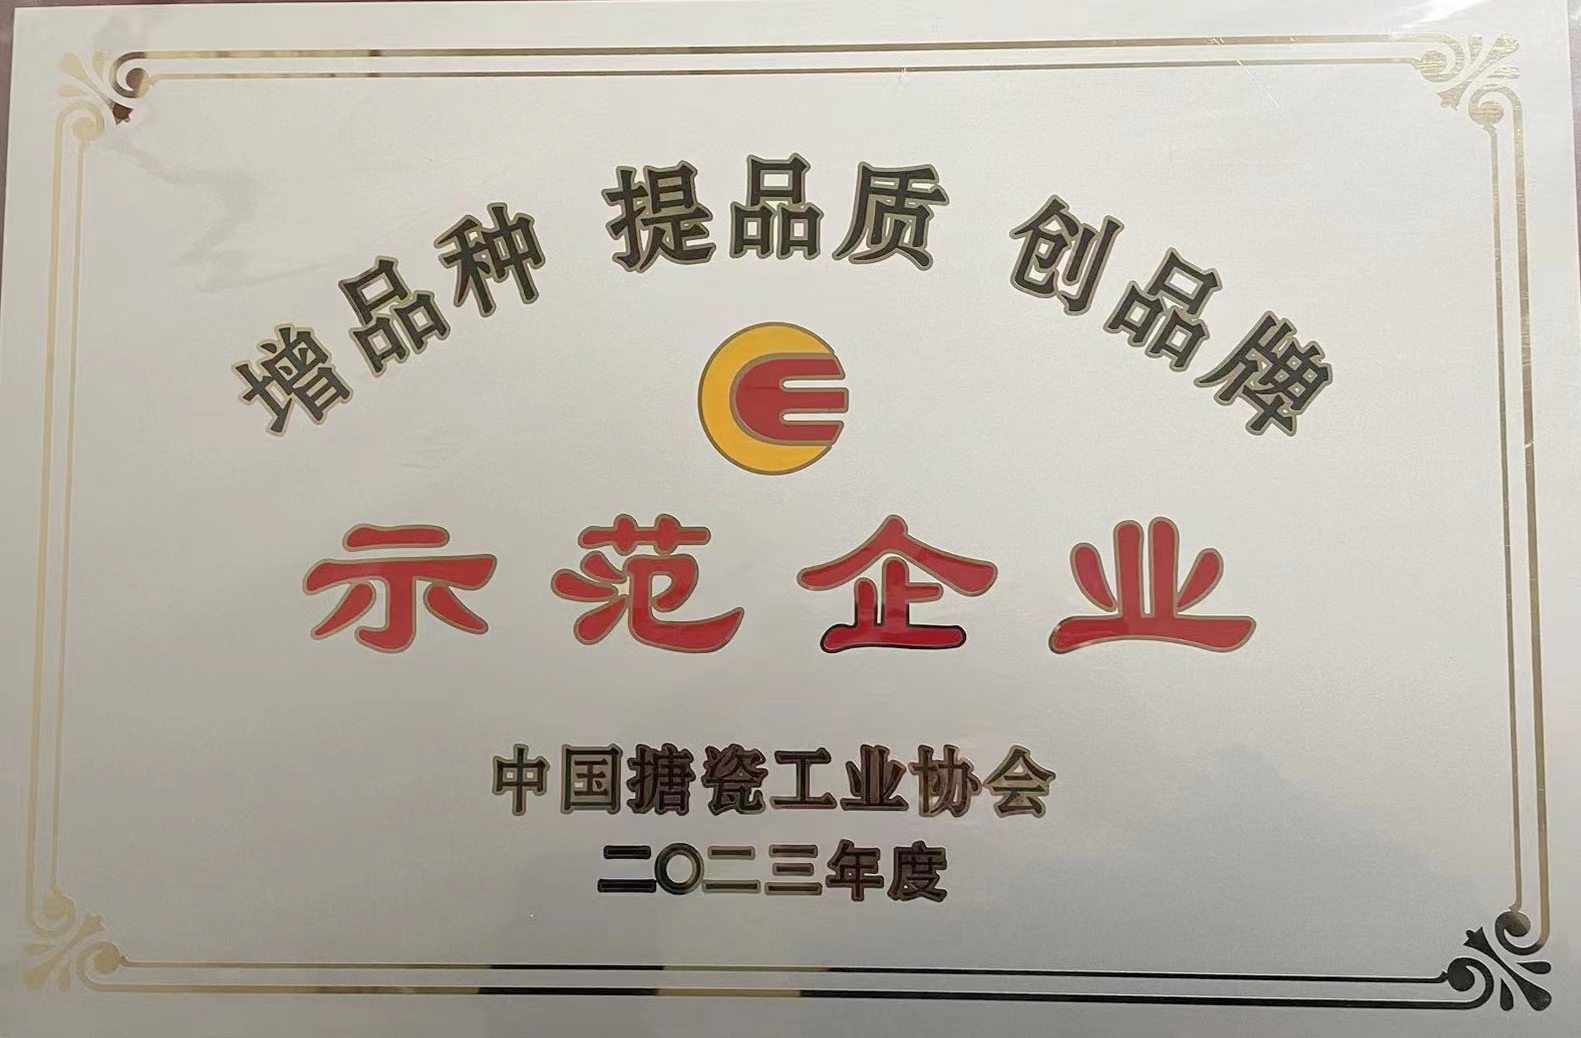 增品种 提品质 创品牌
示范企业
中国搪瓷工业协会
二〇二三年度